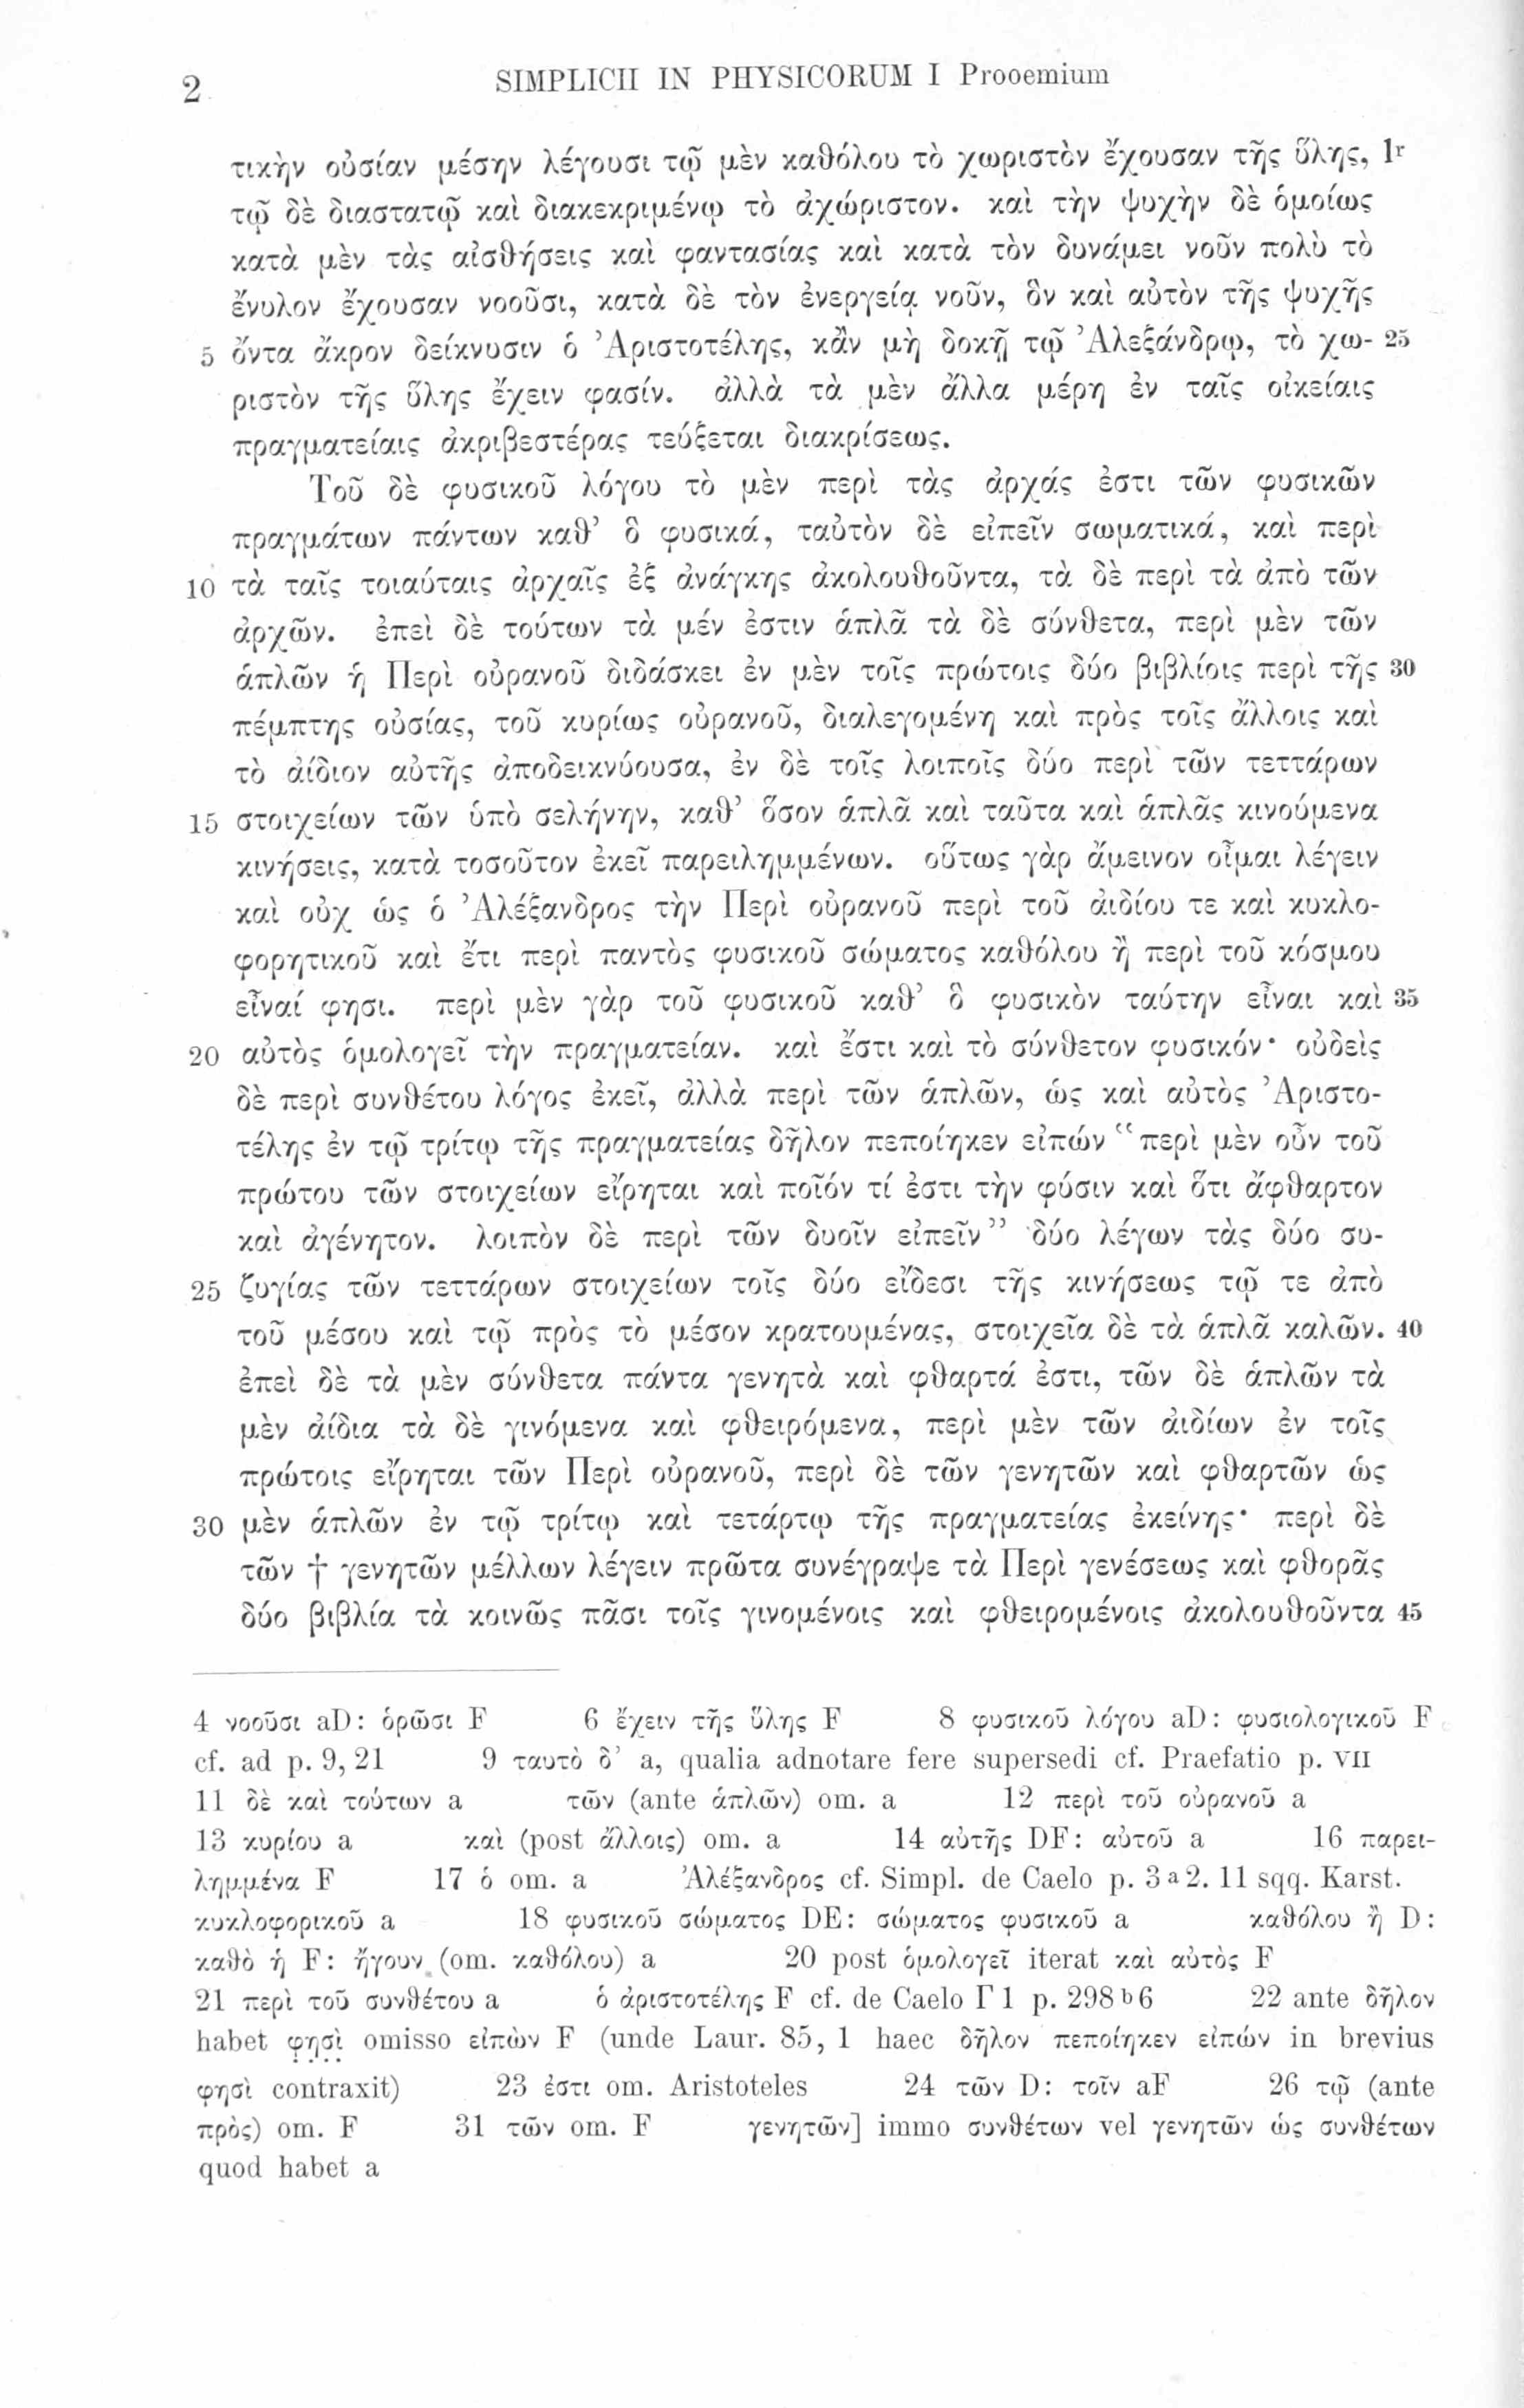 2 SIMPLICII IN PHYSICORUM I Prooemium
τικὴν οὐσίαν μέσην λέγουσι τῷ μὲν καθόλου τὸ χωριστὸν ἔχουσαν τῆς ὕλης, 1r
τῷ δὲ διαστατῷ καὶ διακεκριμένῳ τὸ ἀχώριστον. καὶ τὴν ψυχὴν δὲ ὁμοίως
κατὰ μὲν τὰς αἰσθήσεις καὶ φαντασίας καὶ κατὰ τὸν δυνάμει νοῦν πολὺ τὸ
ἔνυλον ἔχουσαν νοοῦσι, κατὰ δὲ τὸν ἐνεργείᾳ νοῦν, ὃν καὶ αὐτὸν τῆς ψυχῆς
5 ὄντα ἄκρον δείκνυσιν ὁ Ἀριστοτέλης, κἂν μὴ δοκῇ τῷ Ἀλεξάνδρῳ, τὸ χω- 25
ριστὸν τῆς ὕλης ἔχειν φασίν. ἀλλὰ τὰ μὲν ἄλλα μέρη ἐν ταῖς οἰκείαις
πραγματείαις ἀκριβεστέρας τεύξεται διακρίσεως.
Τοῦ δὲ φυσικοῦ λόγου τὸ μὲν περὶ τὰς ἀρχάς ἐστι τῶν φυσικῶν
πραγμάτων πάντων καθ’ ὃ φυσικά, ταὐτὸν δὲ εἰπεῖν σωματικά, καὶ περὶ
10 τὰ ταῖς τοιαύταις ἀρχαῖς ἐξ ἀνάγκης ἀκολουθοῦντα, τὰ δὲ περὶ τὰ ἀπὸ τῶν
ἀρχῶν. ἐπεὶ δὲ τούτων τὰ μέν ἐστιν ἁπλᾶ τὰ δὲ σύνθετα, περὶ μὲν τῶν
ἁπλῶν ἡ Περὶ οὐρανοῦ διδάσκει ἐν μὲν τοῖς πρώτοις δύο βιβλίοις περὶ τῆς 30
πέμπτης οὐσίας, τοῦ κυρίως οὐρανοῦ, διαλεγομένη καὶ πρὸς τοῖς ἄλλοις καὶ
τὸ ἀίδιον αὐτῆς ἀποδεικνύουσα, ἐν δὲ τοῖς λοιποῖς δύο περὶ τῶν τεττάρων
15 στοιχείων τῶν ὑπὸ σελήνην, καθ’ ὅσον ἁπλᾶ καὶ ταῦτα καὶ ἁπλᾶς κινούμενα
κινήσεις, κατὰ τοσοῦτον ἐκεῖ παρειλημμένων. οὕτως γὰρ ἄμεινον οἶμαι λέγειν
καὶ οὐχ ὡς ὁ Ἀλέξανδρος τὴν Περὶ οὐρανοῦ περὶ τοῦ ἀιδίου τε καὶ κυκλο-
φορητικοῦ καὶ ἔτι περὶ παντὸς φυσικοῦ σώματος καθόλου ἢ περὶ τοῦ κόσμου
εἶναί φησι. περὶ μὲν γὰρ τοῦ φυσικοῦ καθ’ ὃ φυσικὸν ταύτην εἶναι καὶ 35
20 αὐτὸς ὁμολογεῖ τὴν πραγματείαν. καὶ ἔστι καὶ τὸ σύνθετον φυσικόν· οὐδεὶς
δὲ περὶ συνθέτου λόγος ἐκεῖ, ἀλλὰ περὶ τῶν ἁπλῶν, ὡς καὶ αὐτὸς Ἀριστο-
τέλης ἐν τῷ τρίτῳ τῆς πραγματείας δῆλον πεποίηκεν εἰπών “περὶ μὲν οὖν τοῦ
πρώτου τῶν στοιχείων εἴρηται καὶ ποῖόν τί ἐστι τὴν φύσιν καὶ ὅτι ἄφθαρτον
καὶ ἀγένητον. λοιπὸν δὲ περὶ τῶν δυοῖν εἰπεῖν” δύο λέγων τὰς δύο συ-
25 ζυγίας τῶν τεττάρων στοιχείων τοῖς δύο εἴδεσι τῆς κινήσεως τῷ τε ἀπὸ
τοῦ μέσου καὶ τῷ πρὸς τὸ μέσον κρατουμένας, στοιχεῖα δὲ τὰ ἁπλᾶ καλῶν. 40
ἐπεὶ δὲ τὰ μὲν σύνθετα πάντα γενητὰ καὶ φθαρτά ἐστι, τῶν δὲ ἁπλῶν τὰ
μὲν ἀίδια τὰ δὲ γινόμενα καὶ φθειρόμενα, περὶ μὲν τῶν ἀιδίων ἐν τοῖς
πρώτοις εἴρηται τῶν Περὶ οὐρανοῦ, περὶ δὲ τῶν γενητῶν καὶ φθαρτῶν ὡς
30 μὲν ἁπλῶν ἐν τῷ τρίτῳ καὶ τετάρτῳ τῆς πραγματείας ἐκείνης· περὶ δὲ
τῶν † γενητῶν μέλλων λέγειν πρῶτα συνέγραψε τὰ Περὶ γενέσεως καὶ φθορᾶς
δύο βιβλία τὰ κοινῶς πᾶσι τοῖς γινομένοις καὶ φθειρομένοις ἀκολουθοῦντα 45
4 νοοῦσι aD: ὁρῶσι F 6 ἔχειν τῆς ὕλης F 8 φυσικοῦ λόγου aD: φυσιολογικοῦ F
cf. ad p. 9, 21 9 ταυτὸ δ’ a, qualia adnotare fere supersedi cf. Praefatio p. VII
11 δὲ καὶ τούτων a τῶν (ante ἁπλῶν) om. a 12 περὶ τοῦ οὐρανοῦ a
13 κυρίου a καὶ (post ἄλλοις) om. a 14 αὐτῆς DF: αὐτοῦ a 16 παρει-
λημμένα F 17 ὁ om. a Ἀλέξανδρος cf. Simpl. de Caelo p. 3 a 2. 11 sqq. Karst.
κυκλοφορικοῦ a 18 φυσικοῦ σώματος DE: σώματος φυσικοῦ a καθόλου ἢ D:
καθὸ ἡ F: ἤγουν (om. καθόλου) a 20 post ὁμολογεῖ iterat καὶ αὐτὸς F
21 περὶ τοῦ συνθέτου a ὁ ἀριστοτέλης F cf. de Caelo Γ 1 p. 298 b 6 22 ante δῆλον
habet φησὶ omisso εἰπὼν F (unde Laur. 85, 1 haec δῆλον πεποίηκεν εἰπών in brevius
φησὶ contraxit) 23 ἐστι om. Aristoteles 24 τῶν D: τοῖν aF 26 τῷ (ante
πρὸς) om. F 31 τῶν om. F γενητῶν] immo συνθέτων vel γενητῶν ὡς συνθέτων
quod habet a